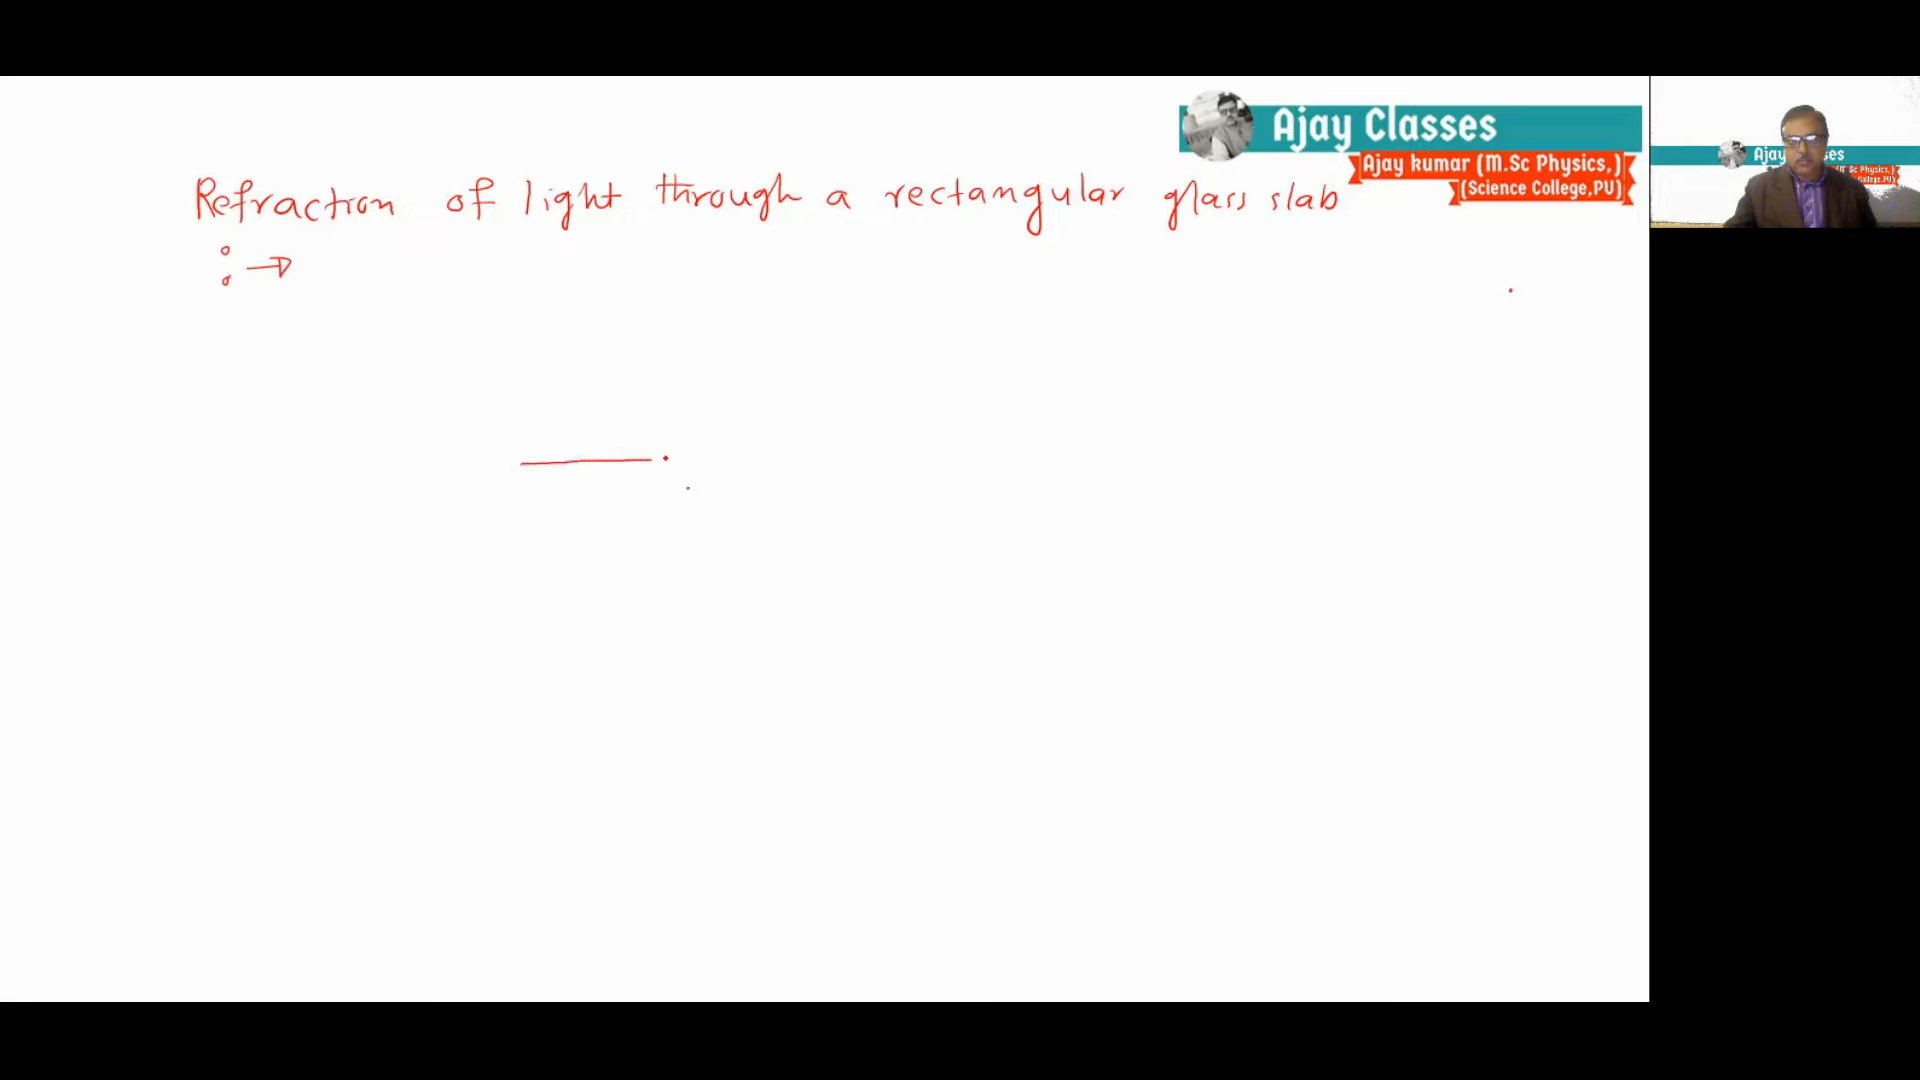 Ajay Classes
Ajay kumar (M.Sc Physics,)
(Science College,PU)
Refraction of light through a rectangular glass slab
:→